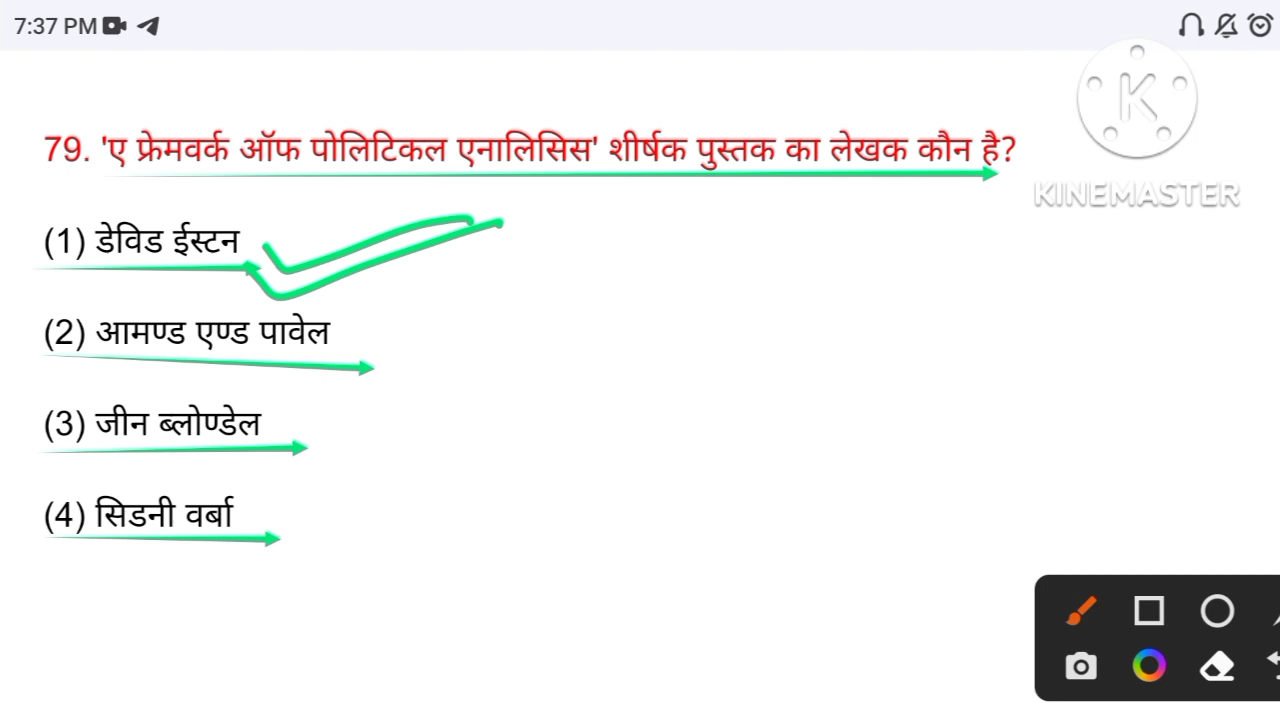 7:37 PM
K
KINEMASTER
79. 'ए फ्रेमवर्क ऑफ पोलिटिकल एनालिसिस' शीर्षक पुस्तक का लेखक कौन है?
(1) डेविड ईस्टन
(2) आमण्ड एण्ड पावेल
(3) जीन ब्लोण्डेल
(4) सिडनी वर्बा